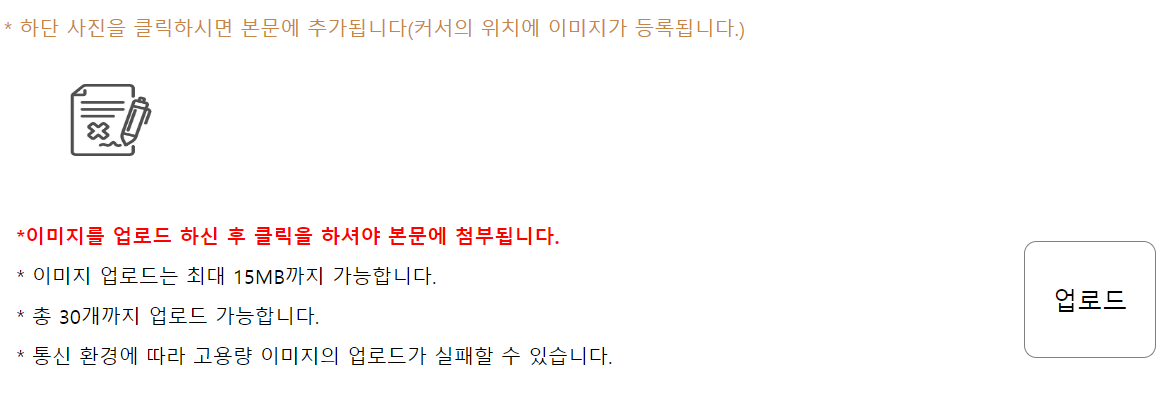 * 하단 사진을 클릭하시면 본문에 추가됩니다(커서의 위치에 이미지가 등록됩니다.)
*이미지를 업로드 하신 후 클릭을 하셔야 본문에 첨부됩니다.
* 이미지 업로드는 최대 15MB까지 가능합니다.
업로드
* 총 30개까지 업로드 가능합니다.
* 통신 환경에 따라 고용량 이미지의 업로드가 실패할 수 있습니다.